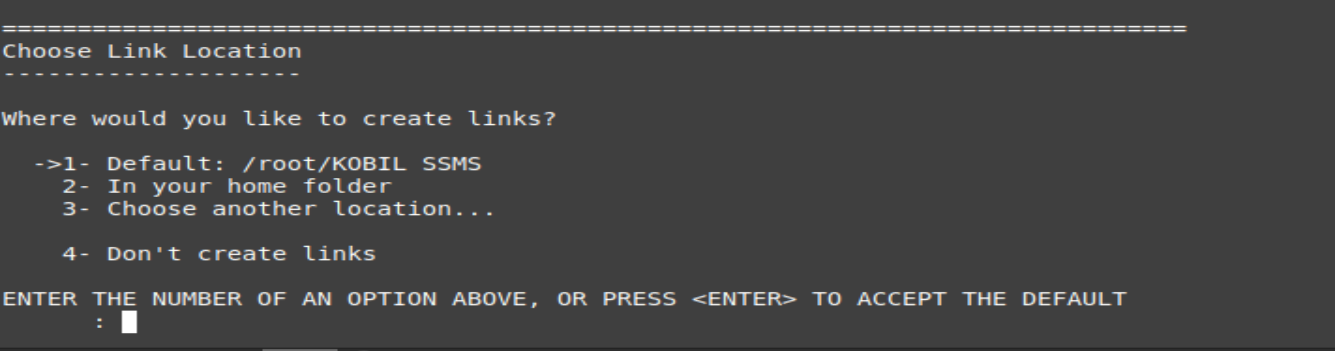 ===============================================================================
Choose Link Location
--------------------
Where would you like to create links?
->1- Default: /root/KOBIL SSMS
2- In your home folder
3- Choose another location...
4- Don't create links
ENTER THE NUMBER OF AN OPTION ABOVE, OR PRESS <ENTER> TO ACCEPT THE DEFAULT
: